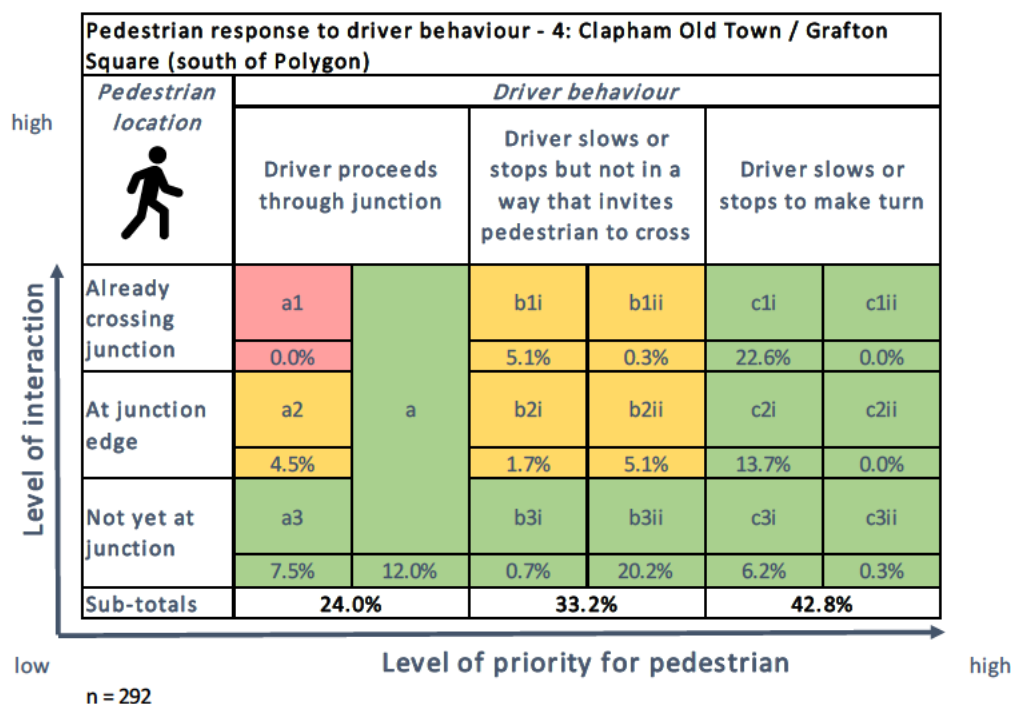 Pedestrian response to driver behaviour - 4: Clapham Old Town / Grafton
Square (south of Polygon)
Pedestrian
location
Driver behaviour
high
Driver proceeds
through junction
Driver slows or
stops but not in a
way that invites
pedestrian to cross
Driver slows or
stops to make turn
Level of interaction
Already
crossing
junction
a1
b1i
b1ii
c1i
c1ii
0.0%
5.1%
0.3%
22.6%
0.0%
At junction
edge
a2
a
b2i
b2ii
c2i
c2ii
4.5%
1.7%
5.1%
13.7%
0.0%
Not yet at
junction
a3
b3i
b3ii
c3i
c3ii
7.5%
12.0%
0.7%
20.2%
6.2%
0.3%
Sub-totals
24.0%
33.2%
42.8%
low
Level of priority for pedestrian
high
n = 292